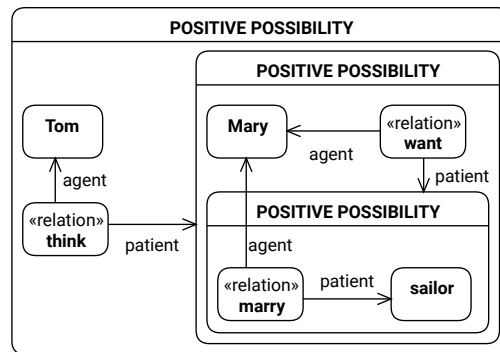 POSITIVE POSSIBILITY
POSITIVE POSSIBILITY
Tom
Mary
«relation»
want
agent
agent
patient
POSITIVE POSSIBILITY
«relation»
think
patient
agent
«relation»
marry
patient
sailor